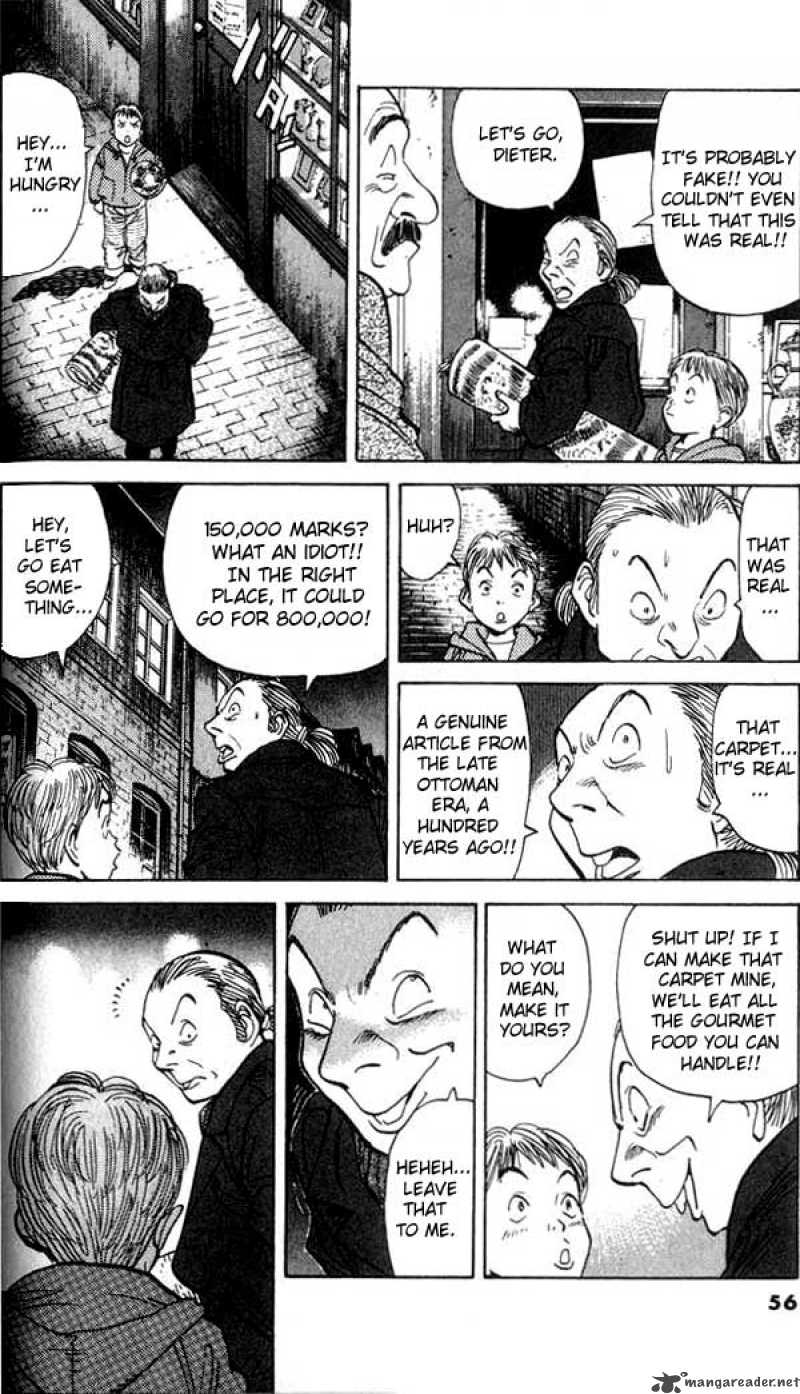 IT'S PROBABLY
FAKE!! YOU
COULDN'T EVEN
TELL THAT THIS
WAS REAL!!
LET'S GO,
DIETER.
HEY...
I'M
HUNGRY
...
THAT
WAS
REAL
...
HUH?
THAT
CARPET...
IT'S REAL
...
A GENUINE
ARTICLE FROM
THE LATE
OTTOMAN
ERA, A
HUNDRED
YEARS AGO!!
150,000 MARKS?
WHAT AN IDIOT!!
IN THE RIGHT
PLACE, IT COULD
GO FOR 800,000!
HEY,
LET'S
GO EAT
SOME-
THING...
SHUT UP! IF I
CAN MAKE THAT
CARPET MINE,
WE'LL EAT ALL
THE GOURMET
FOOD YOU CAN
HANDLE!!
WHAT
DO YOU
MEAN,
MAKE IT
YOURS?
HEHEH...
LEAVE
THAT
TO ME.
56
mangareader.net